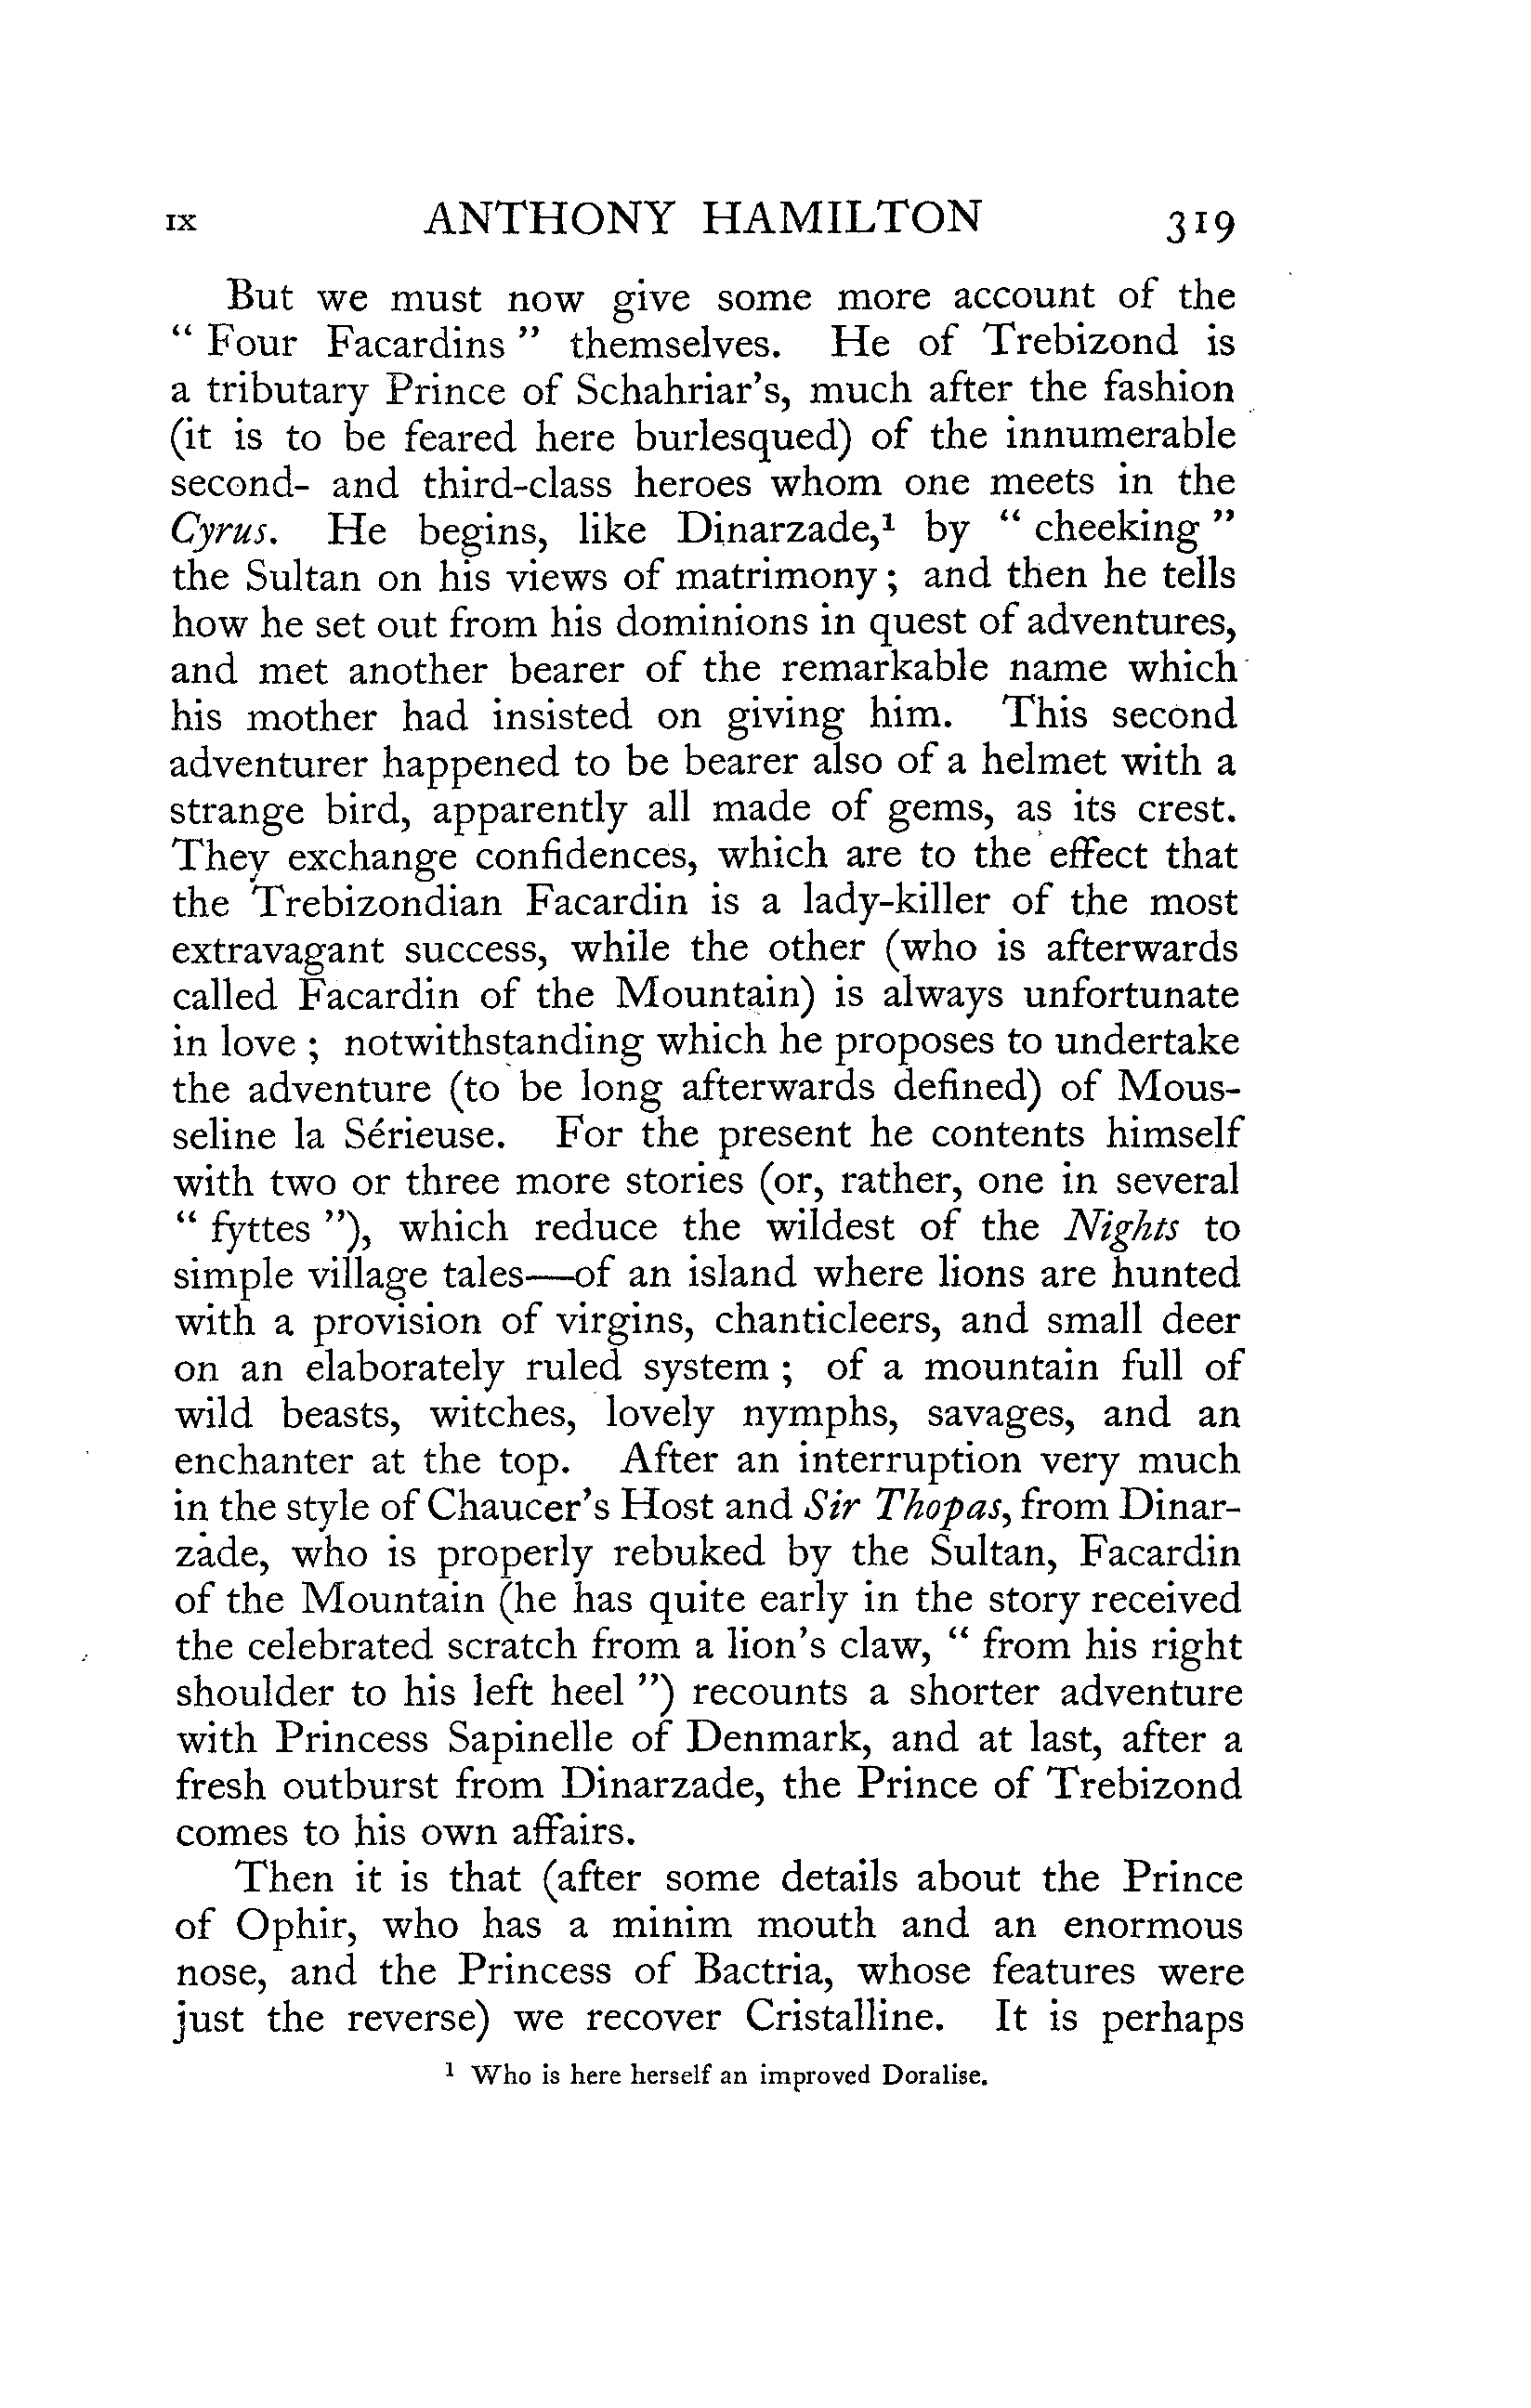 IX ANTHONY HAMILTON 319
But we must now give some more account of the
“ Four Facardins ” themselves. He of Trebizond is
a tributary Prince of Schahriar's, much after the fashion
(it is to be feared here burlesqued) of the innumerable
second- and third-class heroes whom one meets in the
Cyrus. He begins, like Dinarzade,¹ by “ cheeking ”
the Sultan on his views of matrimony ; and then he tells
how he set out from his dominions in quest of adventures,
and met another bearer of the remarkable name which
his mother had insisted on giving him. This second
adventurer happened to be bearer also of a helmet with a
strange bird, apparently all made of gems, as its crest.
They exchange confidences, which are to the effect that
the Trebizondian Facardin is a lady-killer of the most
extravagant success, while the other (who is afterwards
called Facardin of the Mountain) is always unfortunate
in love ; notwithstanding which he proposes to undertake
the adventure (to be long afterwards defined) of Mous-
seline la Sérieuse. For the present he contents himself
with two or three more stories (or, rather, one in several
“ fyttes ”), which reduce the wildest of the Nights to
simple village tales—of an island where lions are hunted
with a provision of virgins, chanticleers, and small deer
on an elaborately ruled system ; of a mountain full of
wild beasts, witches, lovely nymphs, savages, and an
enchanter at the top. After an interruption very much
in the style of Chaucer's Host and Sir Thopas, from Dinar-
zade, who is properly rebuked by the Sultan, Facardin
of the Mountain (he has quite early in the story received
the celebrated scratch from a lion's claw, “ from his right
shoulder to his left heel ”) recounts a shorter adventure
with Princess Sapinelle of Denmark, and at last, after a
fresh outburst from Dinarzade, the Prince of Trebizond
comes to his own affairs.
Then it is that (after some details about the Prince
of Ophir, who has a minim mouth and an enormous
nose, and the Princess of Bactria, whose features were
just the reverse) we recover Cristalline. It is perhaps
¹ Who is here herself an improved Doralise.